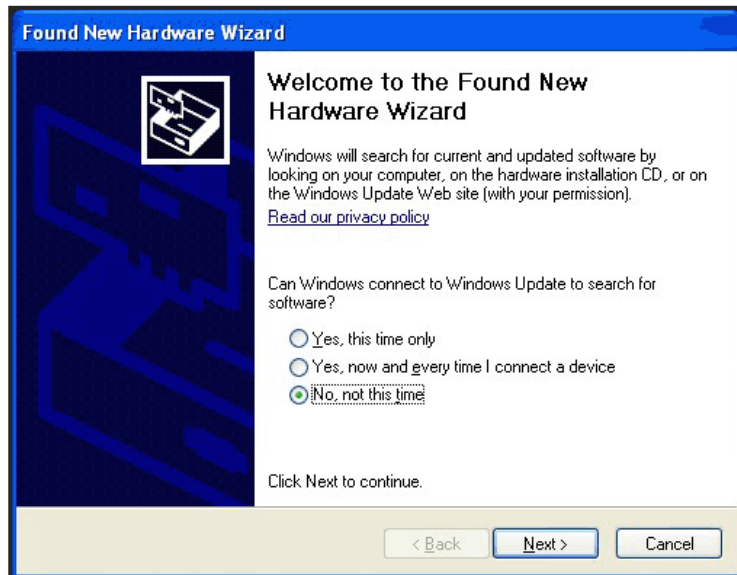 Found New Hardware Wizard
Welcome to the Found New
Hardware Wizard
Windows will search for current and updated software by
looking on your computer, on the hardware installation CD, or on
the Windows Update Web site (with your permission).
Read our privacy policy
Can Windows connect to Windows Update to search for
software?
Yes, this time only
Yes, now and every time I connect a device
No, not this time
Click Next to continue.
< Back Next > Cancel